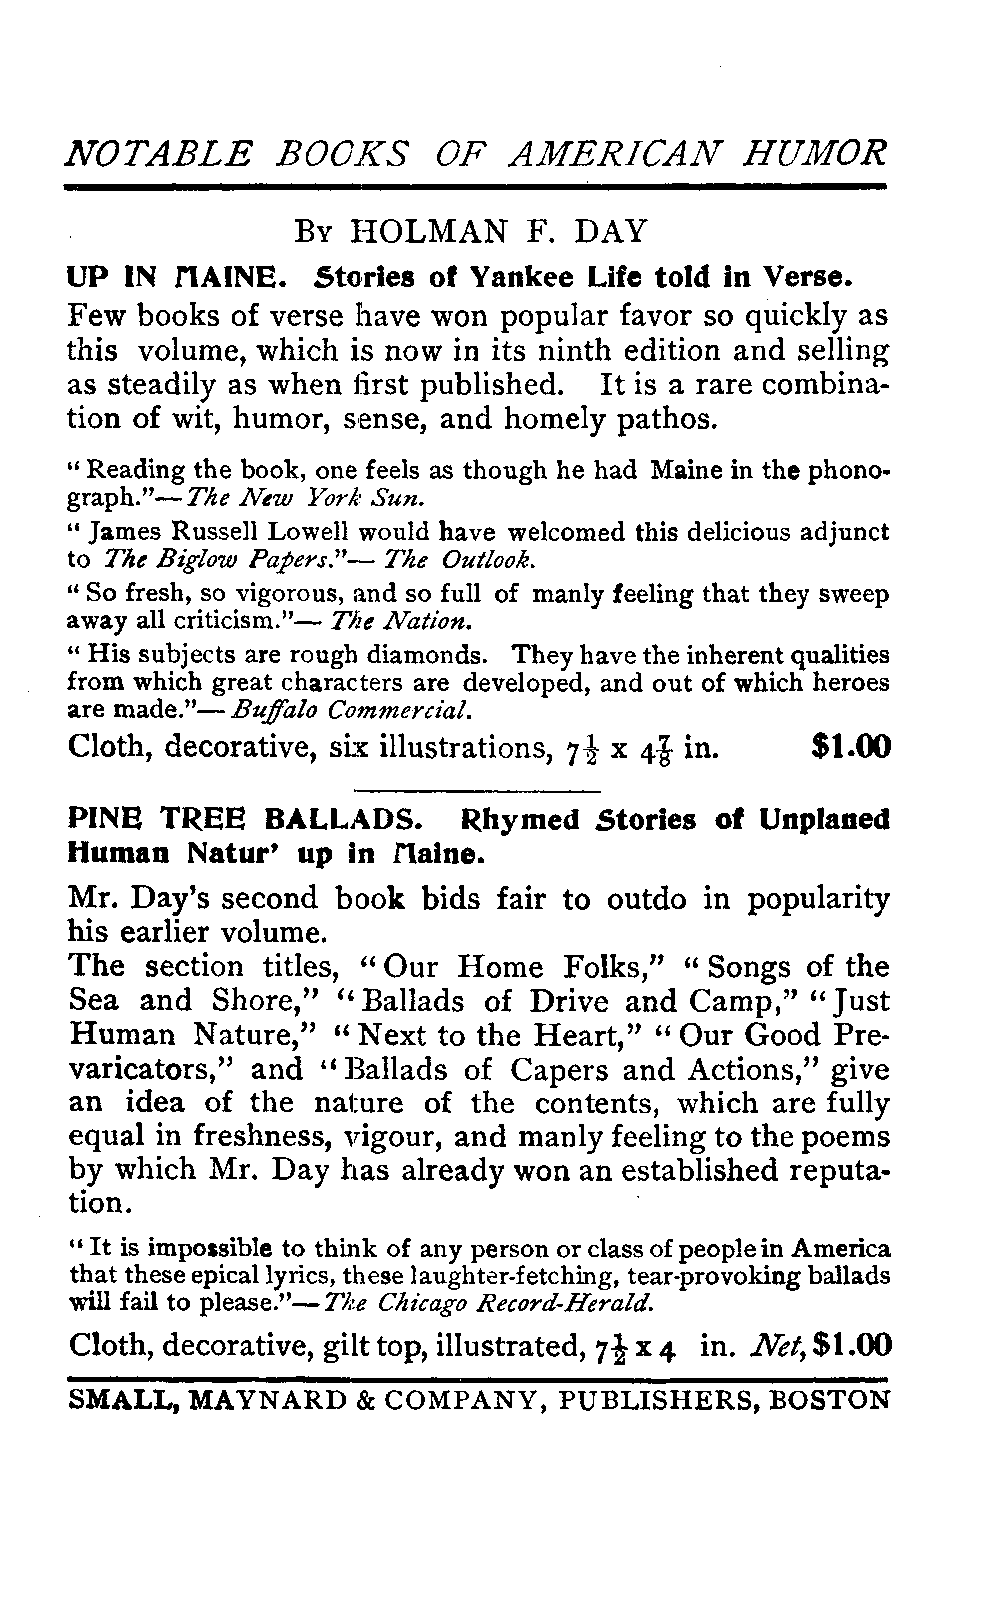 NOTABLE BOOKS OF AMERICAN HUMOR
By HOLMAN F. DAY
UP IN MAINE. Stories of Yankee Life told in Verse.
Few books of verse have won popular favor so quickly as
this volume, which is now in its ninth edition and selling
as steadily as when first published. It is a rare combina-
tion of wit, humor, sense, and homely pathos.
“Reading the book, one feels as though he had Maine in the phono-
graph.”—The New York Sun.
“James Russell Lowell would have welcomed this delicious adjunct
to The Biglow Papers.”—The Outlook.
“So fresh, so vigorous, and so full of manly feeling that they sweep
away all criticism.”—The Nation.
“His subjects are rough diamonds. They have the inherent qualities
from which great characters are developed, and out of which heroes
are made.”—Buffalo Commercial.
Cloth, decorative, six illustrations, 7½ x 4⅞ in. $1.00
PINE TREE BALLADS. Rhymed Stories of Unplaned
Human Natur’ up in Maine.
Mr. Day’s second book bids fair to outdo in popularity
his earlier volume.
The section titles, “Our Home Folks,” “Songs of the
Sea and Shore,” “Ballads of Drive and Camp,” “Just
Human Nature,” “Next to the Heart,” “Our Good Pre-
varicators,” and “Ballads of Capers and Actions,” give
an idea of the nature of the contents, which are fully
equal in freshness, vigour, and manly feeling to the poems
by which Mr. Day has already won an established reputa-
tion.
“It is impossible to think of any person or class of people in America
that these epical lyrics, these laughter-fetching, tear-provoking ballads
will fail to please.”—The Chicago Record-Herald.
Cloth, decorative, gilt top, illustrated, 7½ x 4 in. Net, $1.00
SMALL, MAYNARD & COMPANY, PUBLISHERS, BOSTON